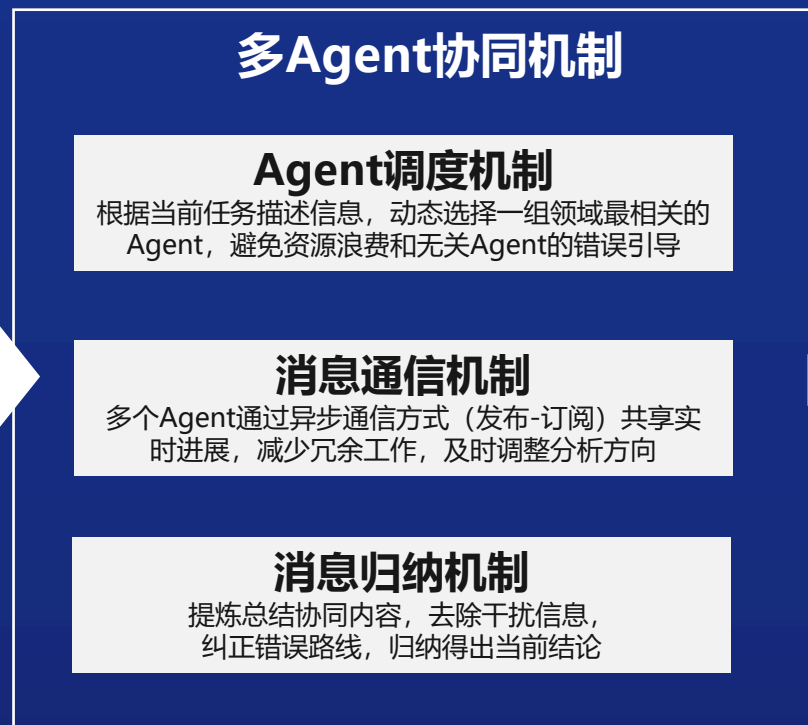 多Agent协同机制
Agent调度机制
根据当前任务描述信息，动态选择一组领域最相关的
Agent，避免资源浪费和无关Agent的错误引导
消息通信机制
多个Agent通过异步通信方式（发布-订阅）共享实
时进展，减少冗余工作，及时调整分析方向
消息归纳机制
提炼总结协同内容，去除干扰信息，
纠正错误路线，归纳得出当前结论